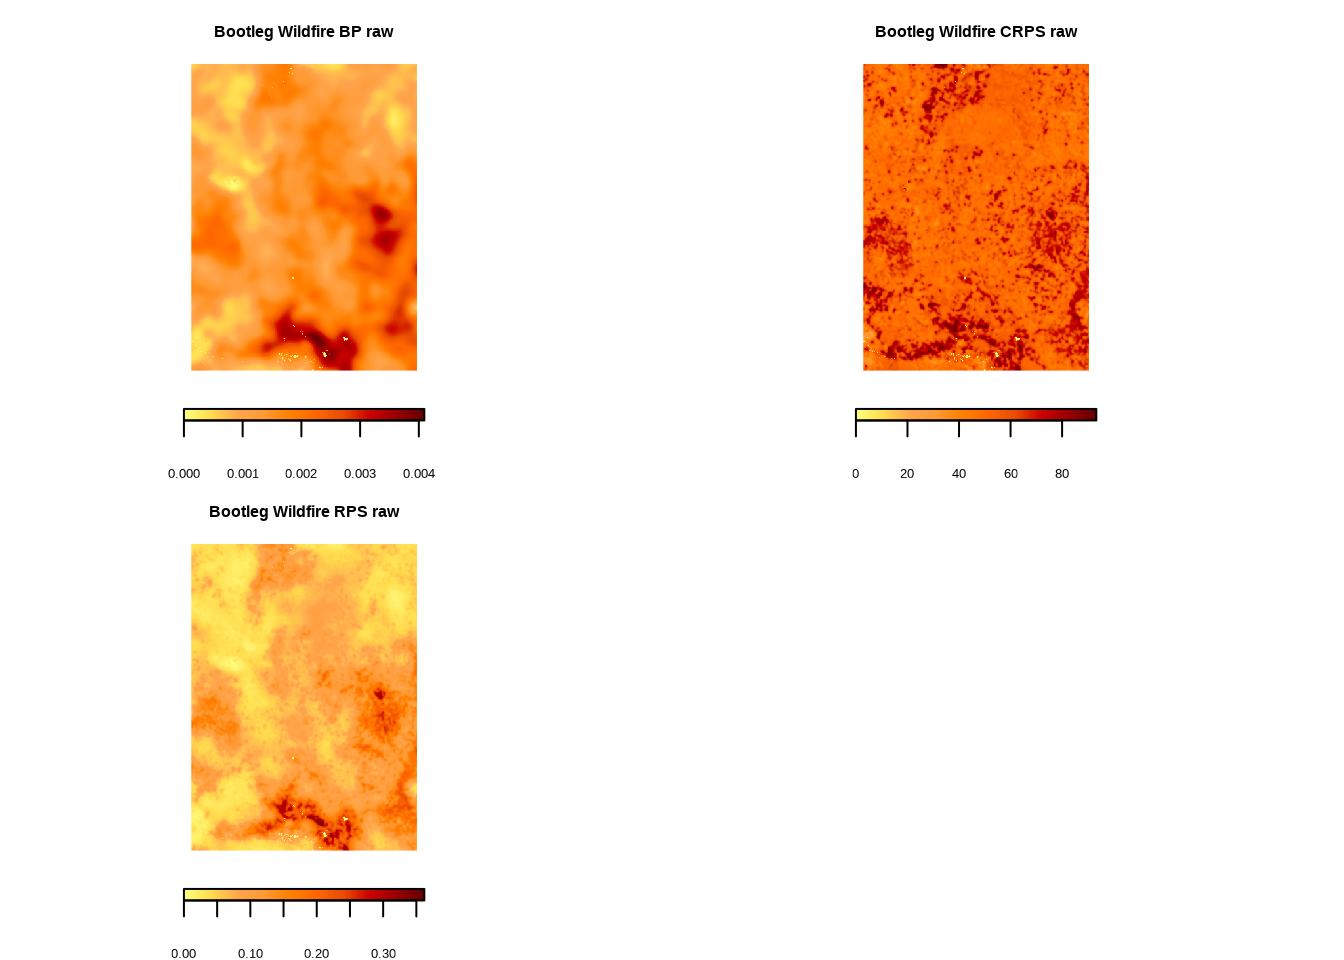 Bootleg Wildfire BP raw
0.000 0.001 0.002 0.003 0.004
Bootleg Wildfire CRPS raw
0 20 40 60 80
Bootleg Wildfire RPS raw
0.00 0.10 0.20 0.30